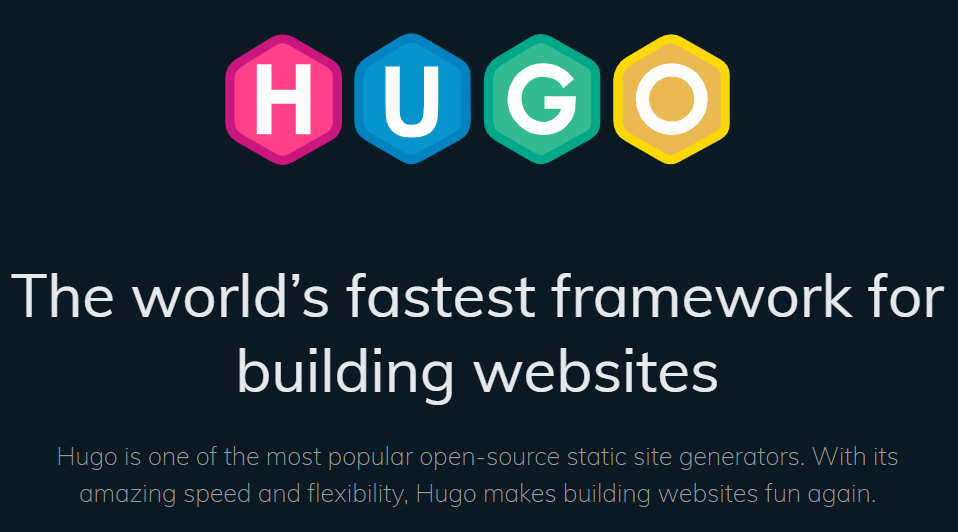 HUGO
The world’s fastest framework for
building websites
Hugo is one of the most popular open-source static site generators. With its
amazing speed and flexibility, Hugo makes building websites fun again.